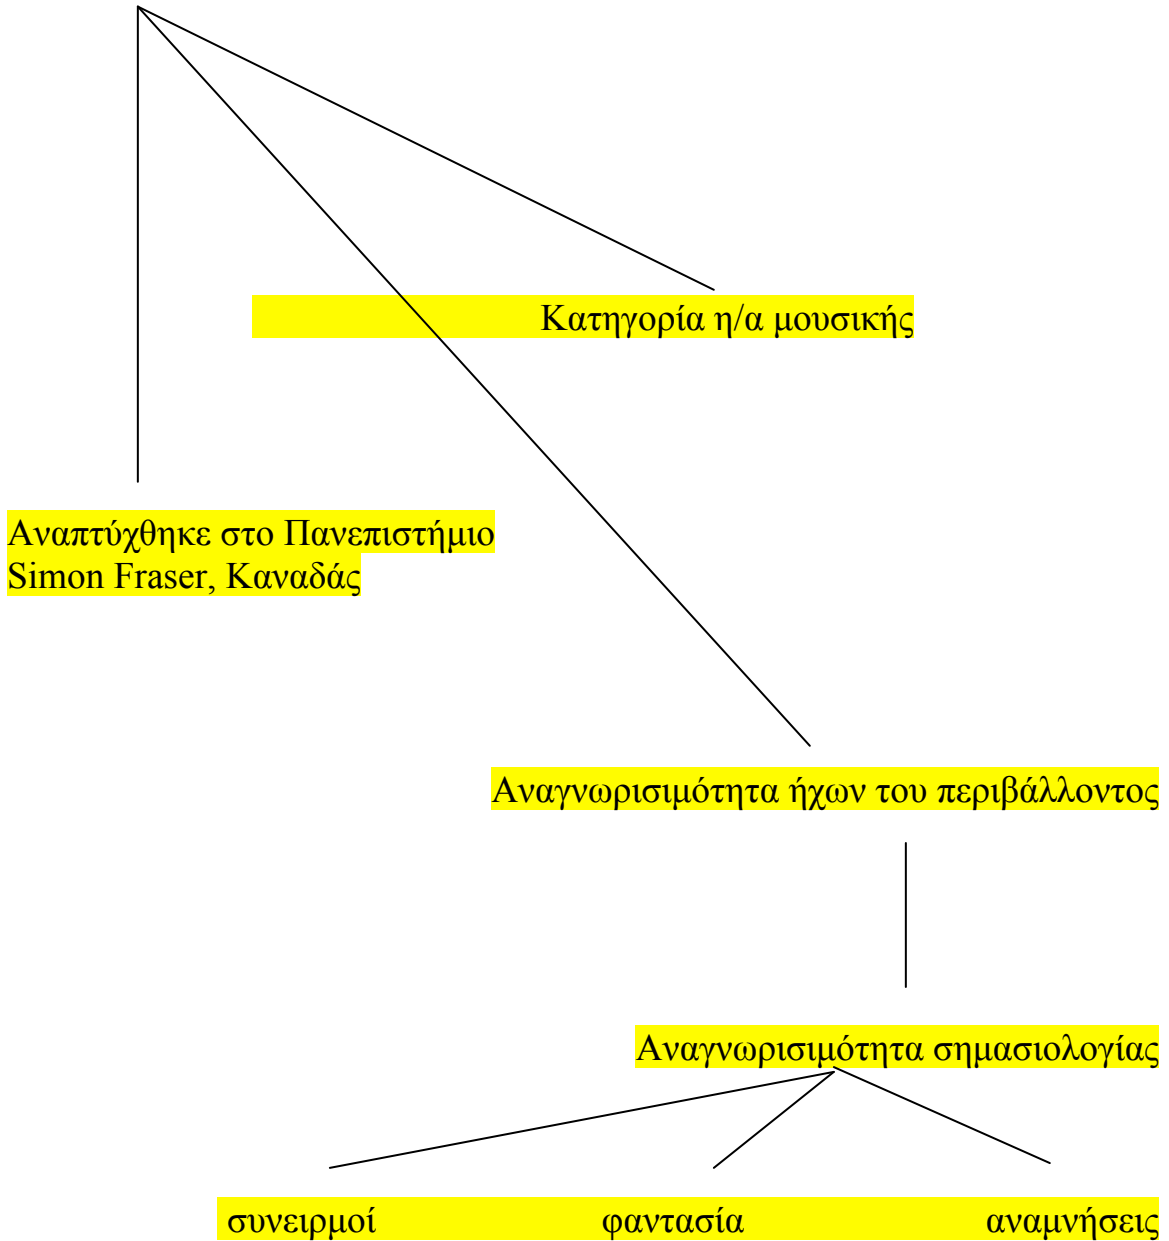 Κατηγορία η/α μουσικής
Αναπτύχθηκε στο Πανεπιστήμιο
Simon Fraser, Καναδάς
Αναγνωρισιμότητα ήχων του περιβάλλοντος
Αναγνωρισιμότητα σημασιολογίας
συνειρμοί φαντασία αναμνήσεις